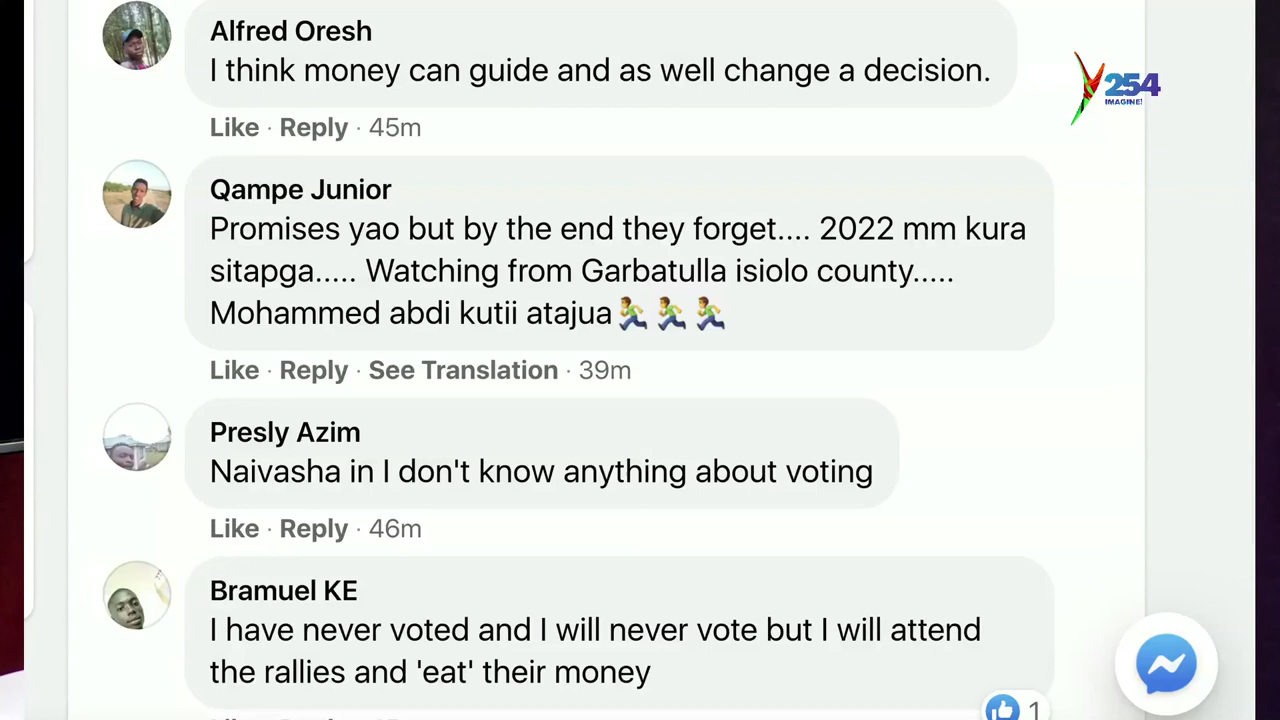 Alfred Oresh
I think money can guide and as well change a decision.
Like · Reply · 45m
254
IMAGINE!
Qampe Junior
Promises yao but by the end they forget.... 2022 mm kura
sitapga..... Watching from Garbatulla isiolo county.....
Mohammed abdi kutii atajua🏃‍♂️🏃‍♂️🏃‍♂️
Like · Reply · See Translation · 39m
Presly Azim
Naivasha in I don't know anything about voting
Like · Reply · 46m
Bramuel KE
I have never voted and I will never vote but I will attend
the rallies and 'eat' their money
1